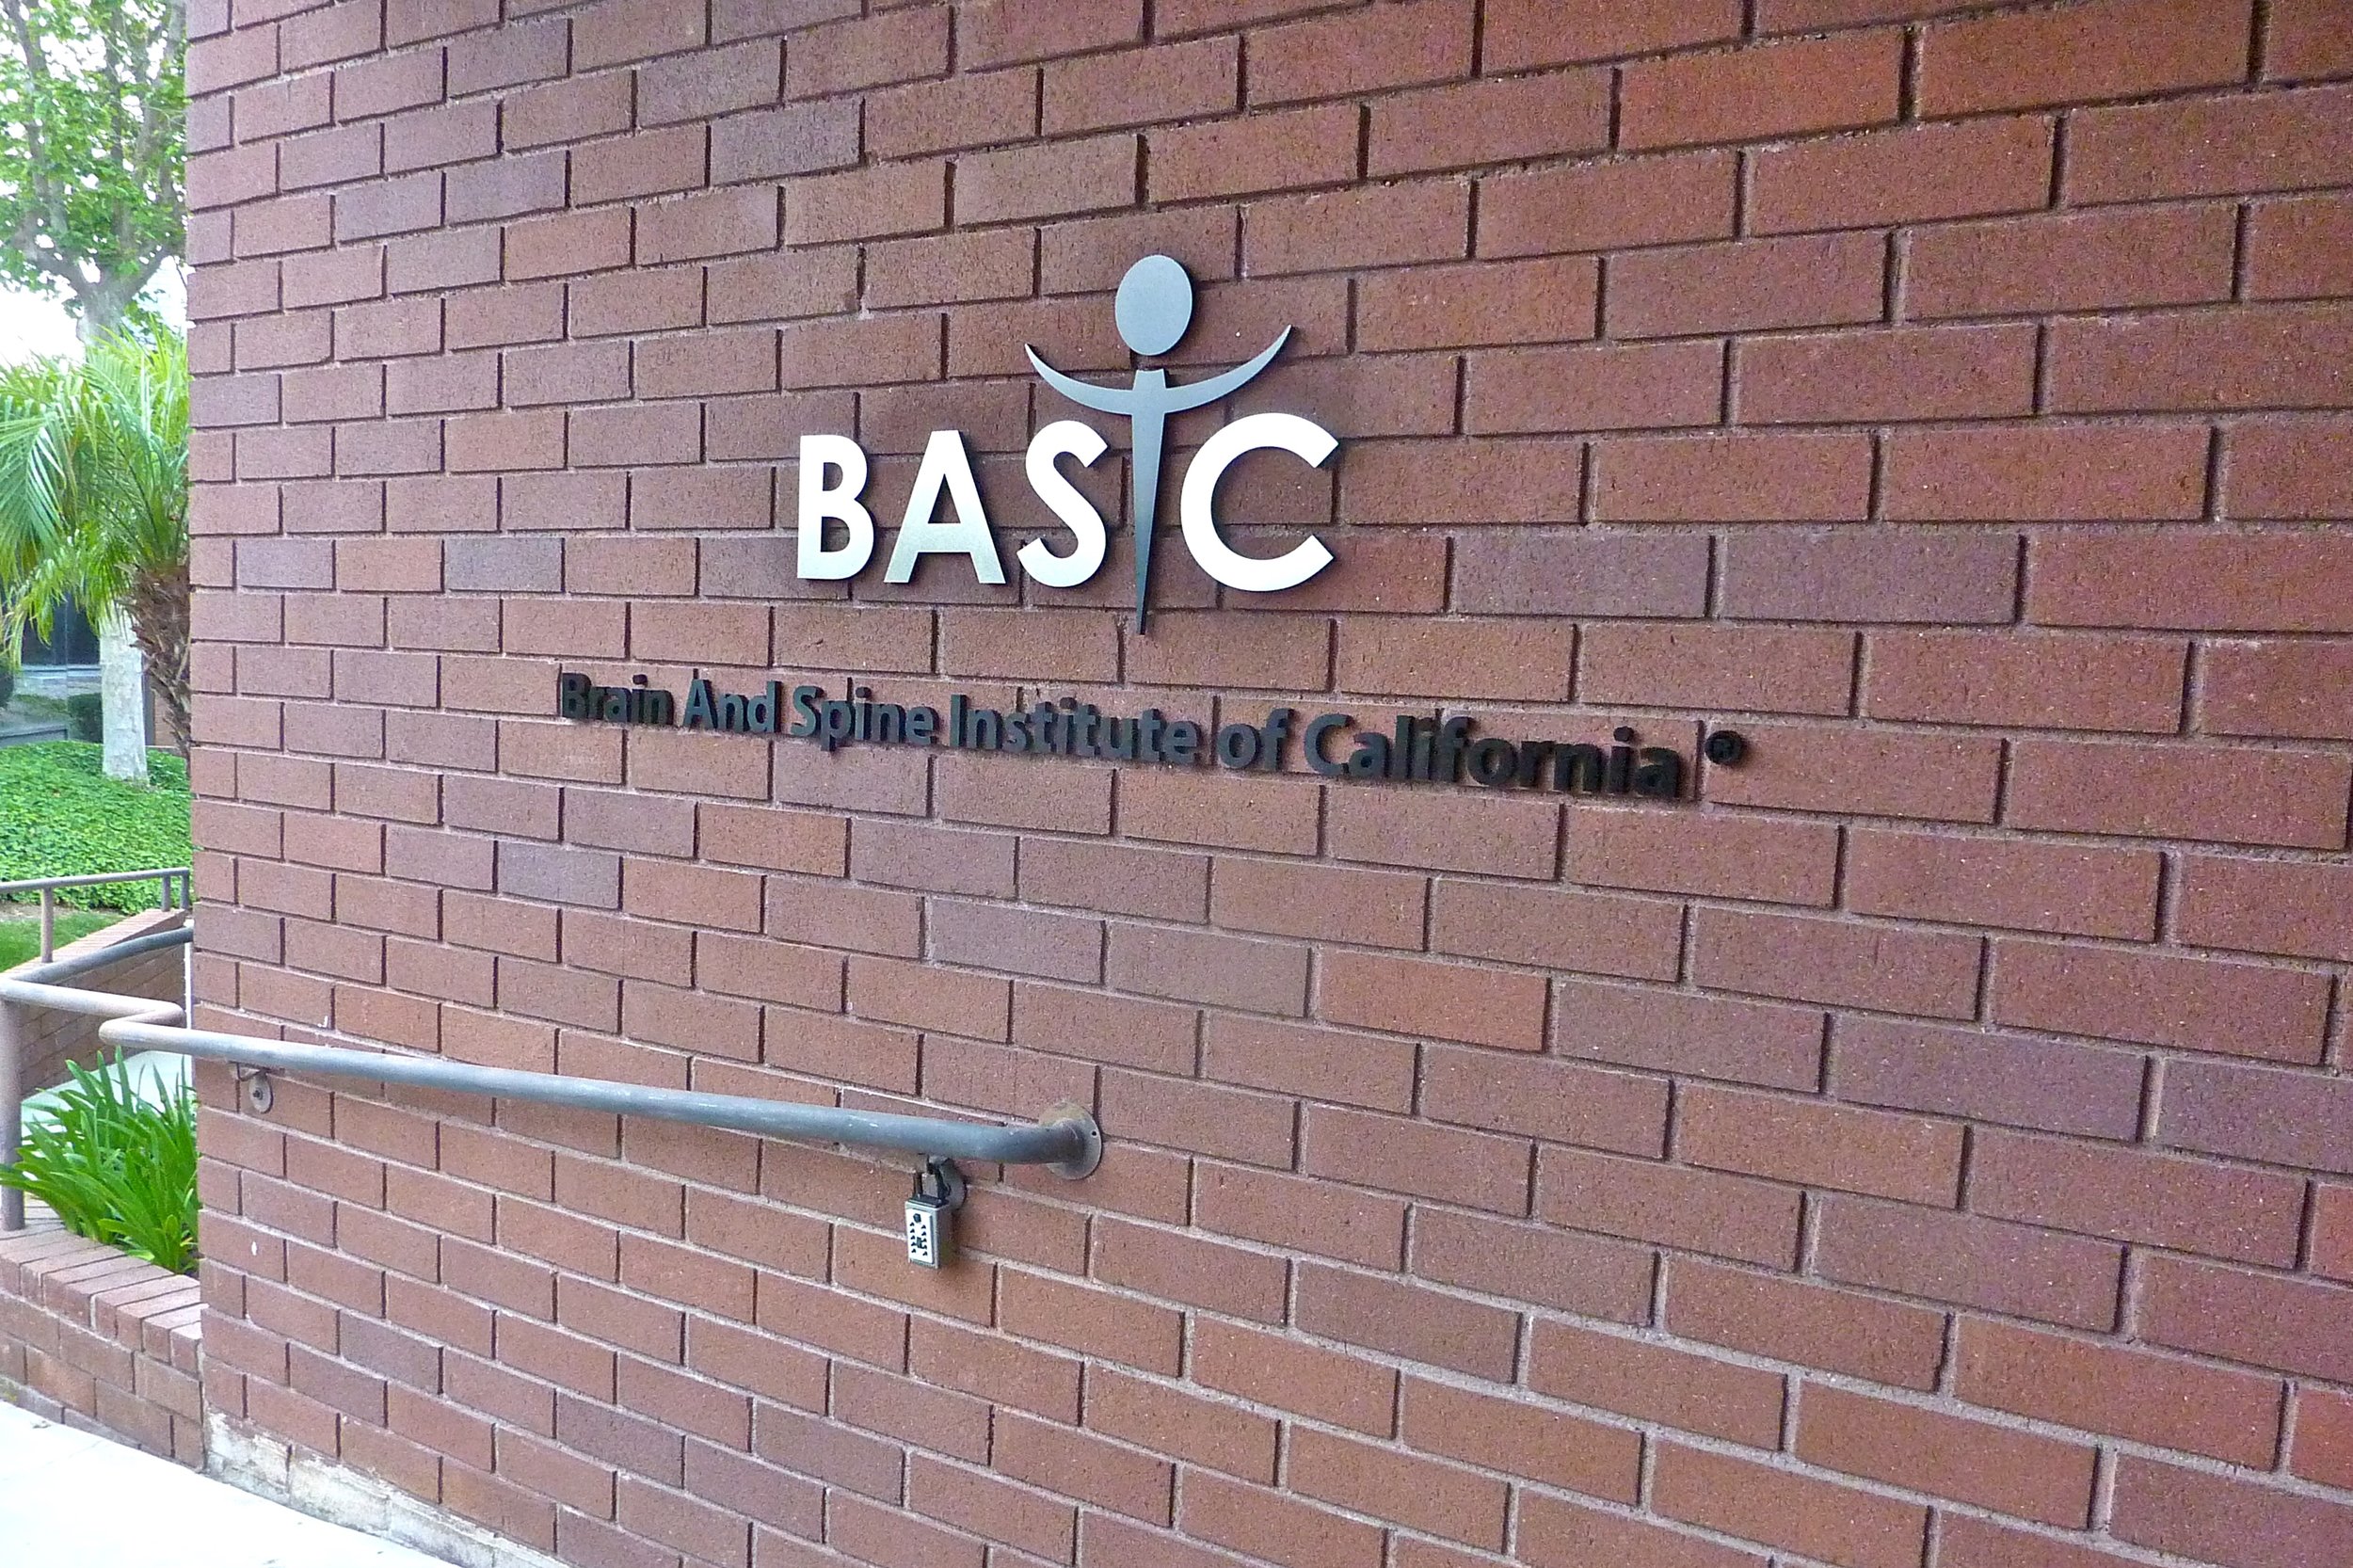 BASIC
Brain And Spine Institute of California ®